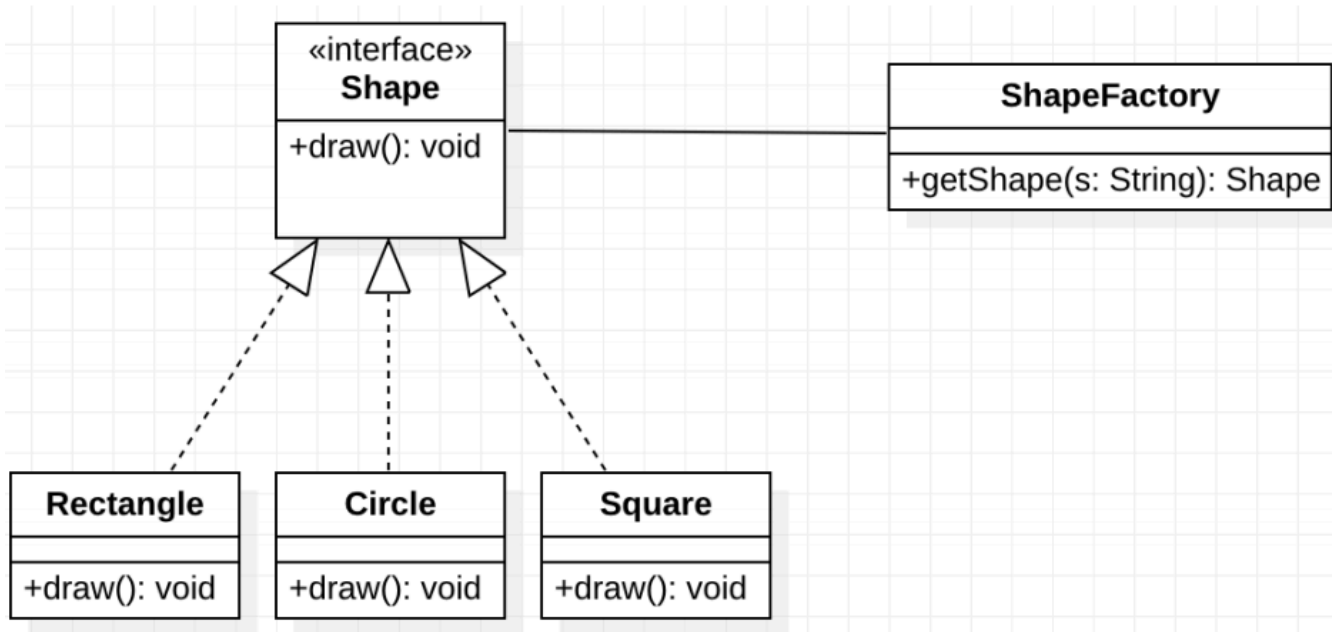 «interface»
Shape
+draw(): void
ShapeFactory
+getShape(s: String): Shape
Rectangle
+draw(): void
Circle
+draw(): void
Square
+draw(): void